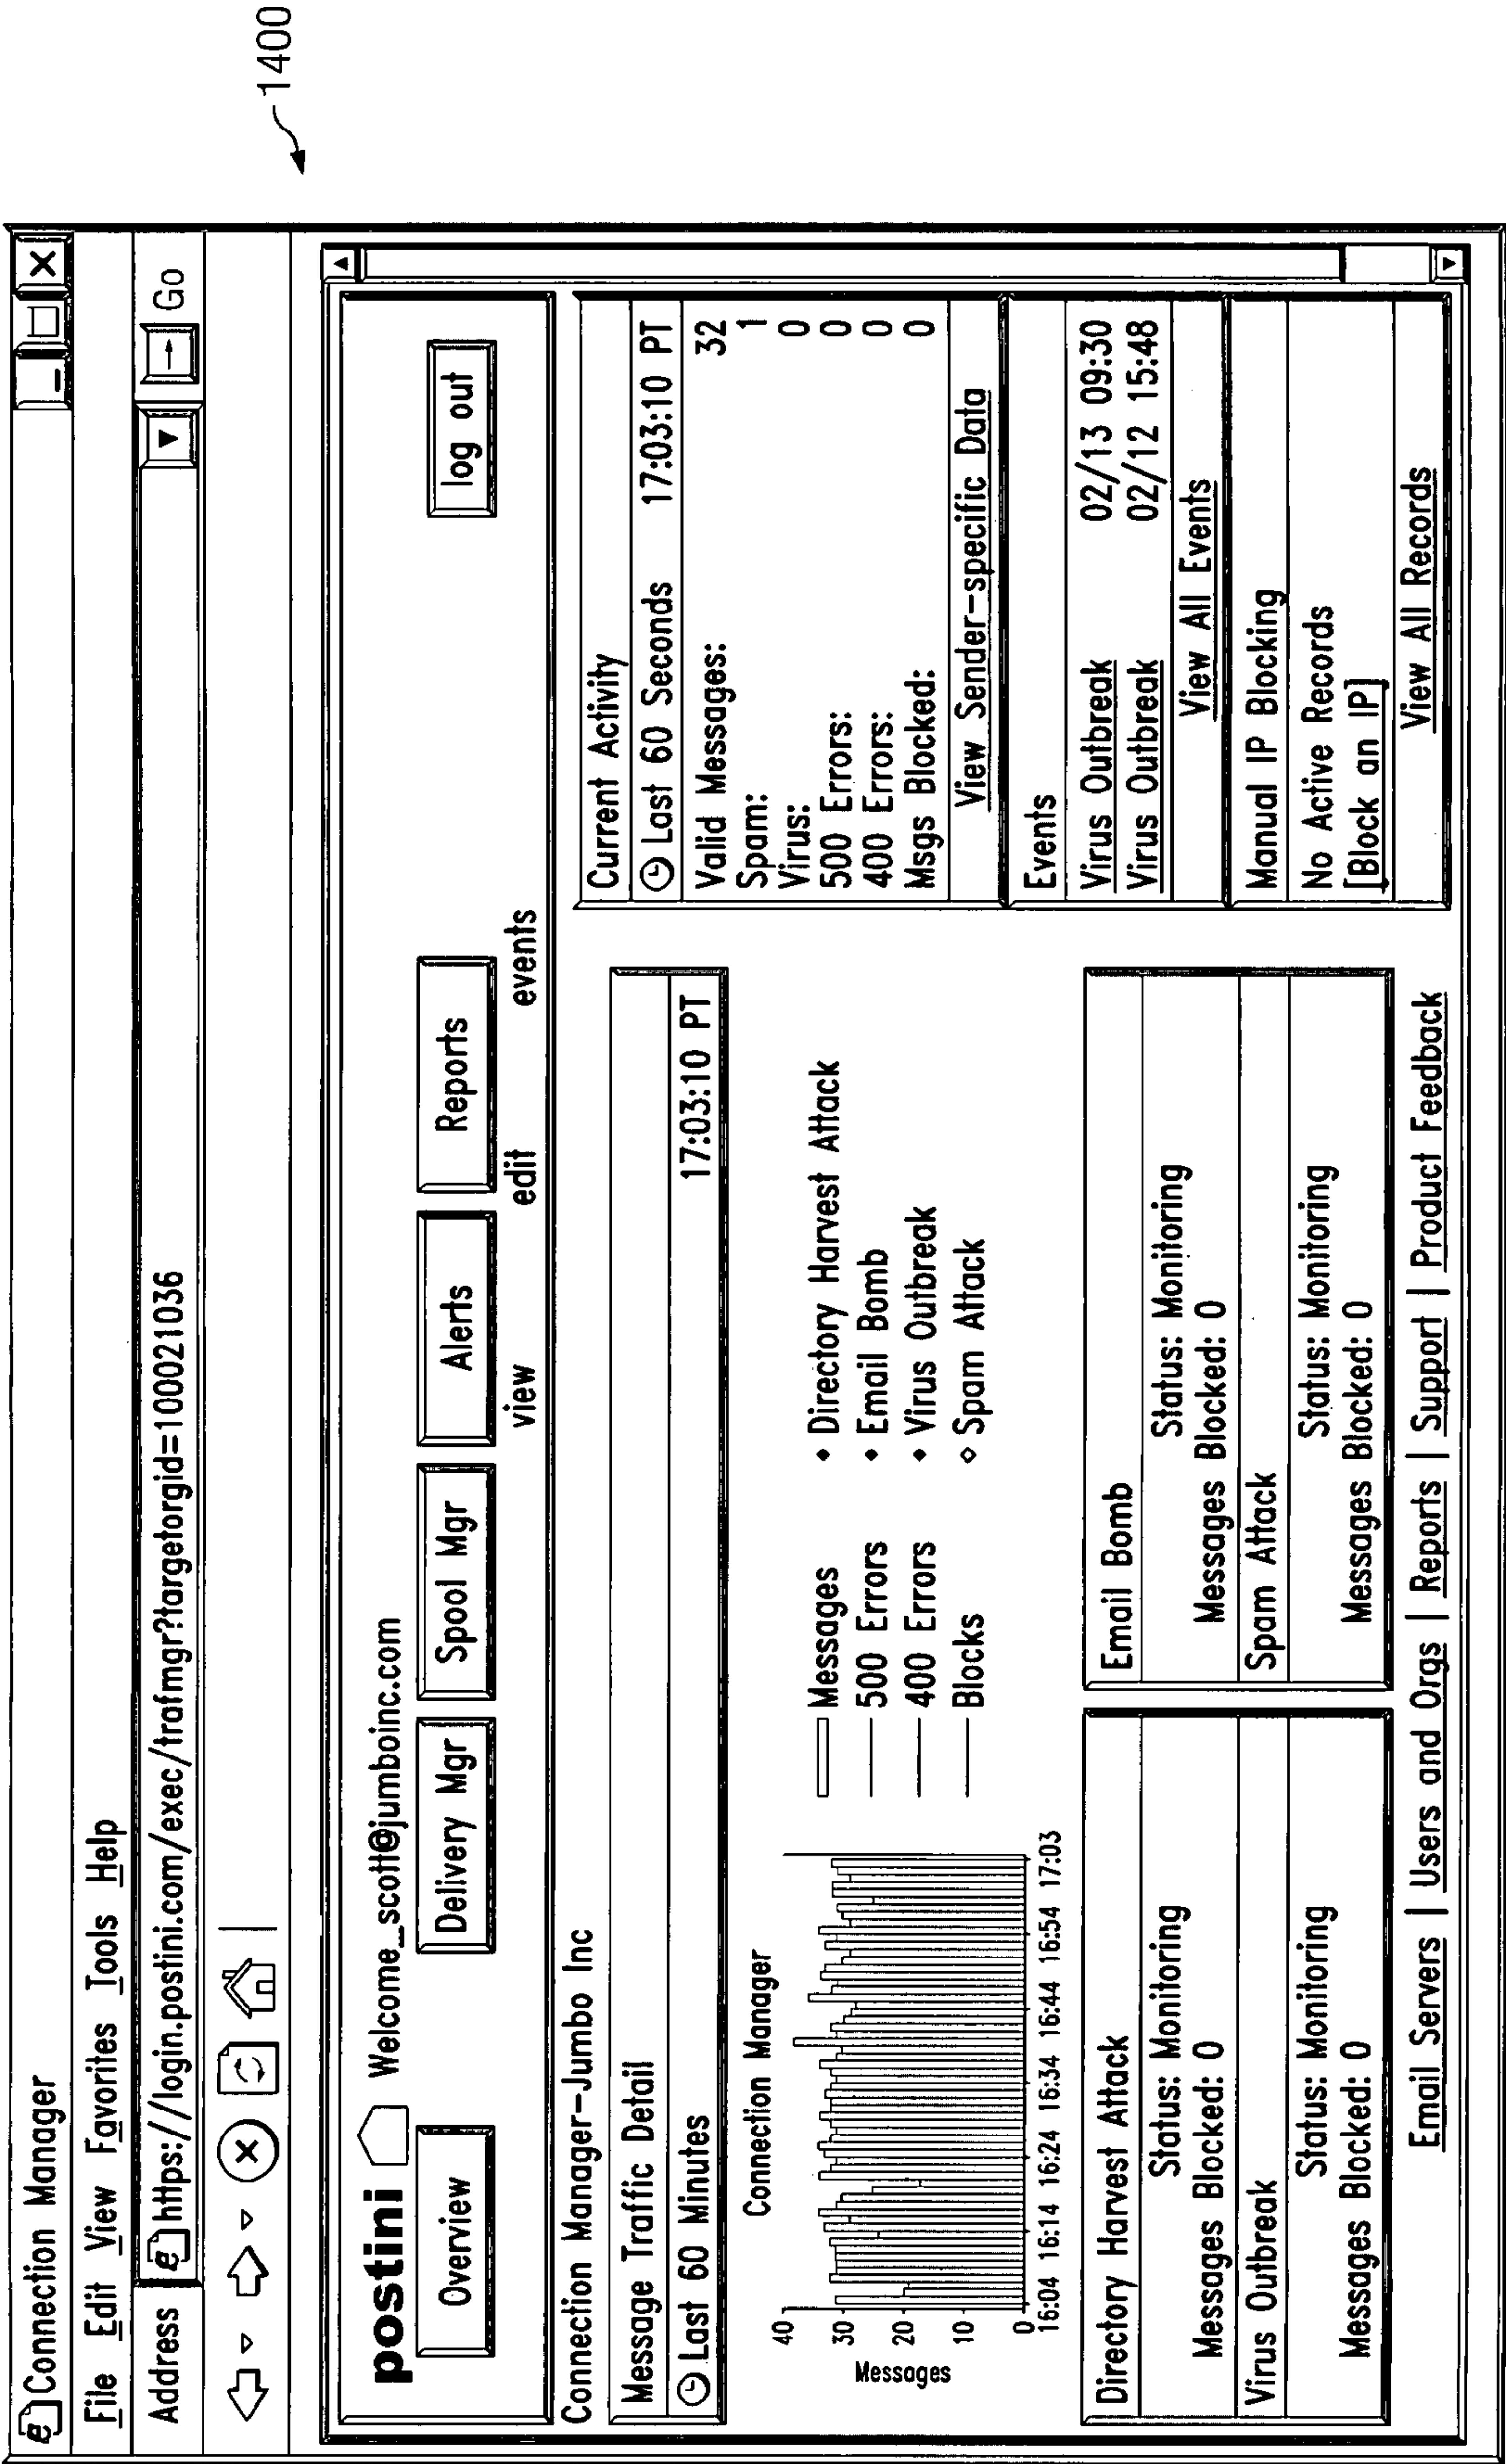 1400
Connection Manager
File Edit View Favorites Tools Help
Address https://login.postini.com/exec/trafmgr?targetorgid=100021036 Go
postini Welcome_scott@jumboinc.com
Overview Delivery Mgr Spool Mgr Alerts Reports log out
view edit events
Connection Manager-Jumbo Inc
Message Traffic Detail
Last 60 Minutes 17:03:10 PT
Connection Manager
Messages
40
30
20
10
0
16:04 16:14 16:24 16:34 16:44 16:54 17:03
Messages
500 Errors
400 Errors
Blocks
Directory Harvest Attack
Email Bomb
Virus Outbreak
Spam Attack
Directory Harvest Attack
Status: Monitoring
Messages Blocked: 0
Virus Outbreak
Status: Monitoring
Messages Blocked: 0
Email Bomb
Status: Monitoring
Messages Blocked: 0
Spam Attack
Status: Monitoring
Messages Blocked: 0
Current Activity
Last 60 Seconds 17:03:10 PT
Valid Messages: 32
Spam: 1
Virus: 0
500 Errors: 0
400 Errors: 0
Msgs Blocked: 0
View Sender-specific Data
Events
Virus Outbreak 02/13 09:30
Virus Outbreak 02/12 15:48
View All Events
Manual IP Blocking
No Active Records
[Block an IP]
View All Records
Email Servers | Users and Orgs | Reports | Support | Product Feedback